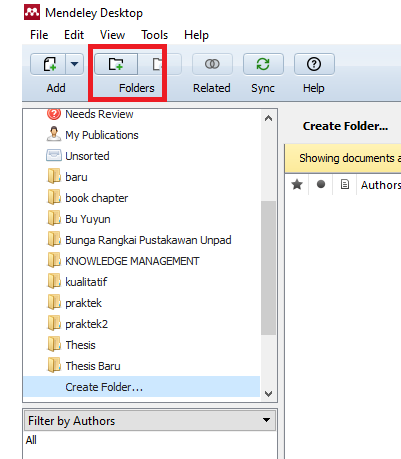 Mendeley Desktop
File Edit View Tools Help
Add Folders Related Sync Help
Needs Review
My Publications
Unsorted
baru
book chapter
Bu Yuyun
Bunga Rangkai Pustakawan Unpad
KNOWLEDGE MANAGEMENT
kualitatif
praktek
praktek2
Thesis
Thesis Baru
Create Folder...
Filter by Authors
All
Create Folder...
Showing documents a
Authors